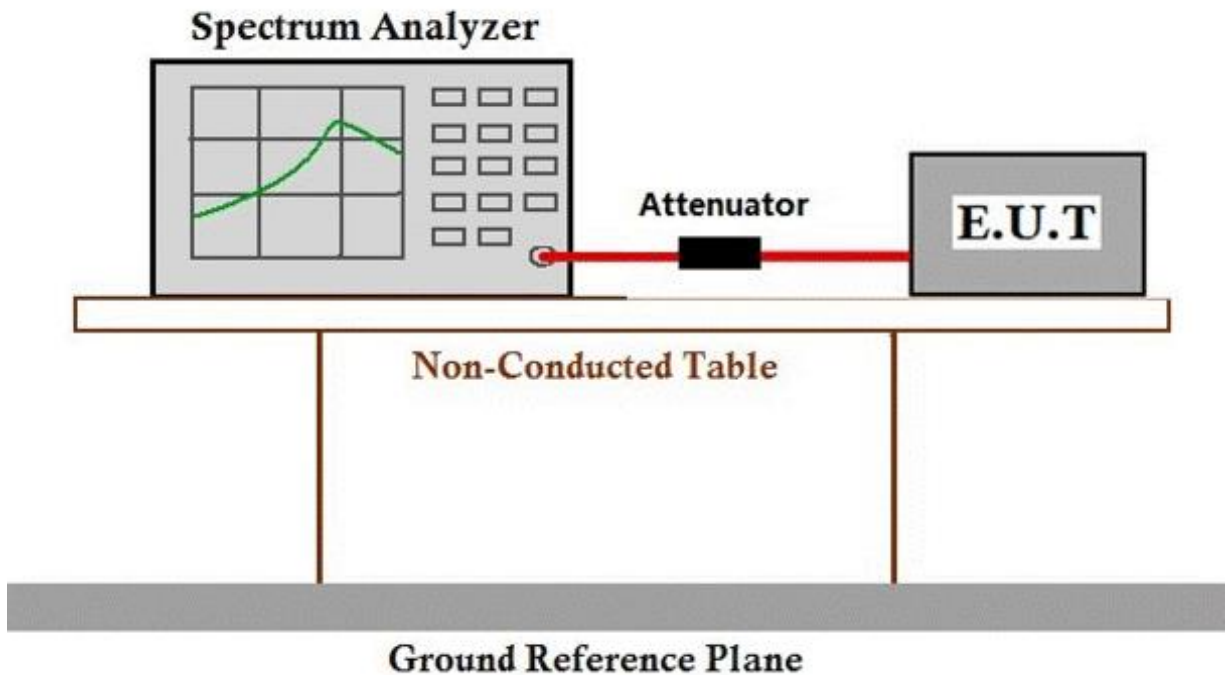 Spectrum Analyzer
Attenuator
E.U.T
Non-Conducted Table
Ground Reference Plane